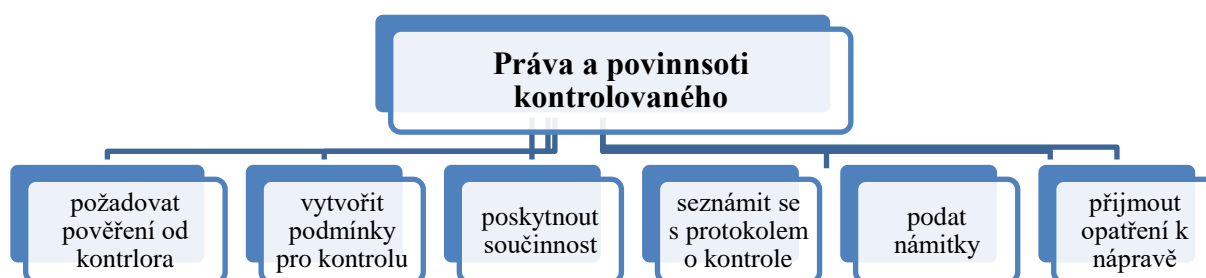 Práva a povinnsoti
kontrolovaného
požadovat
pověření od
kontrlora
vytvořit
podmínky
pro kontrolu
poskytnout
součinnost
seznámit se
s protokolem
o kontrole
podat
námitky
přijmout
opatření k
nápravě